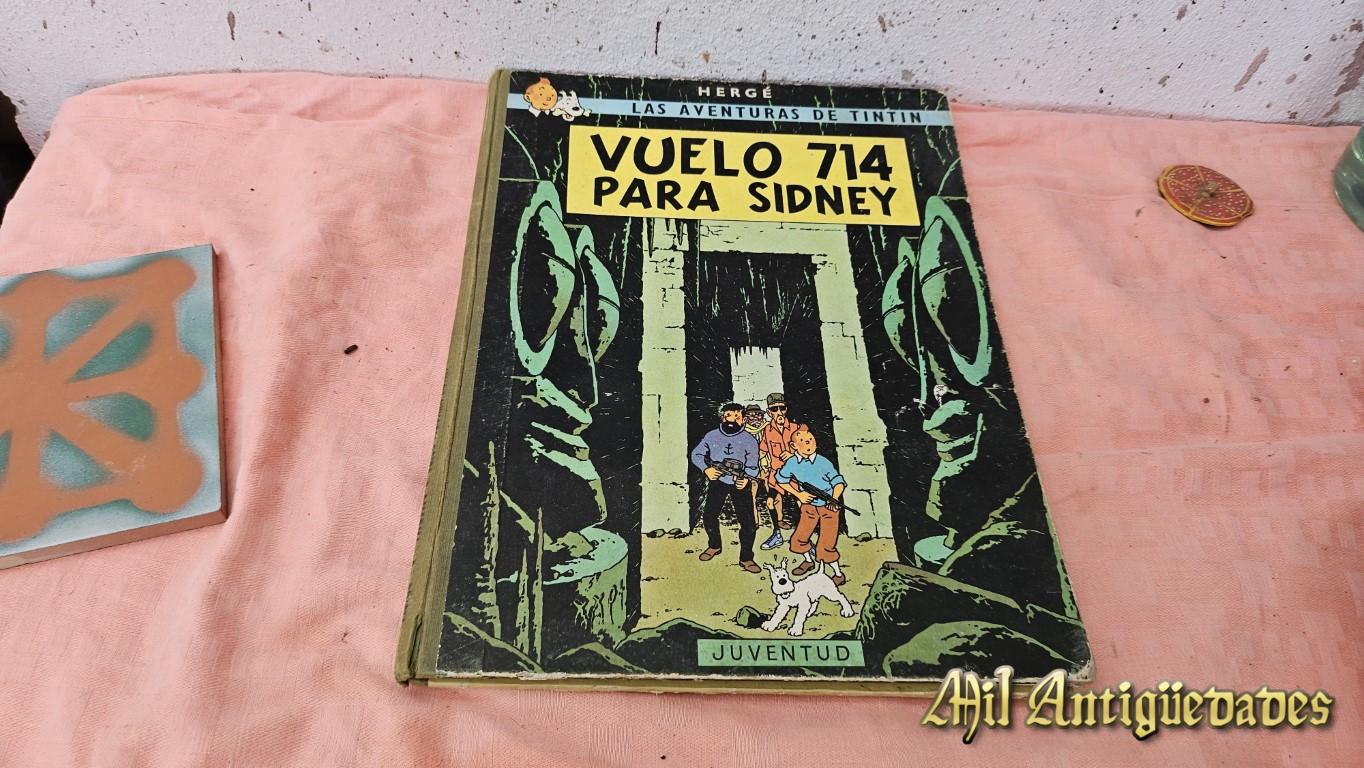 HERGÉ
LAS AVENTURAS DE TINTIN
VUELO 714
PARA SIDNEY
JUVENTUD
Mil Antigüedades